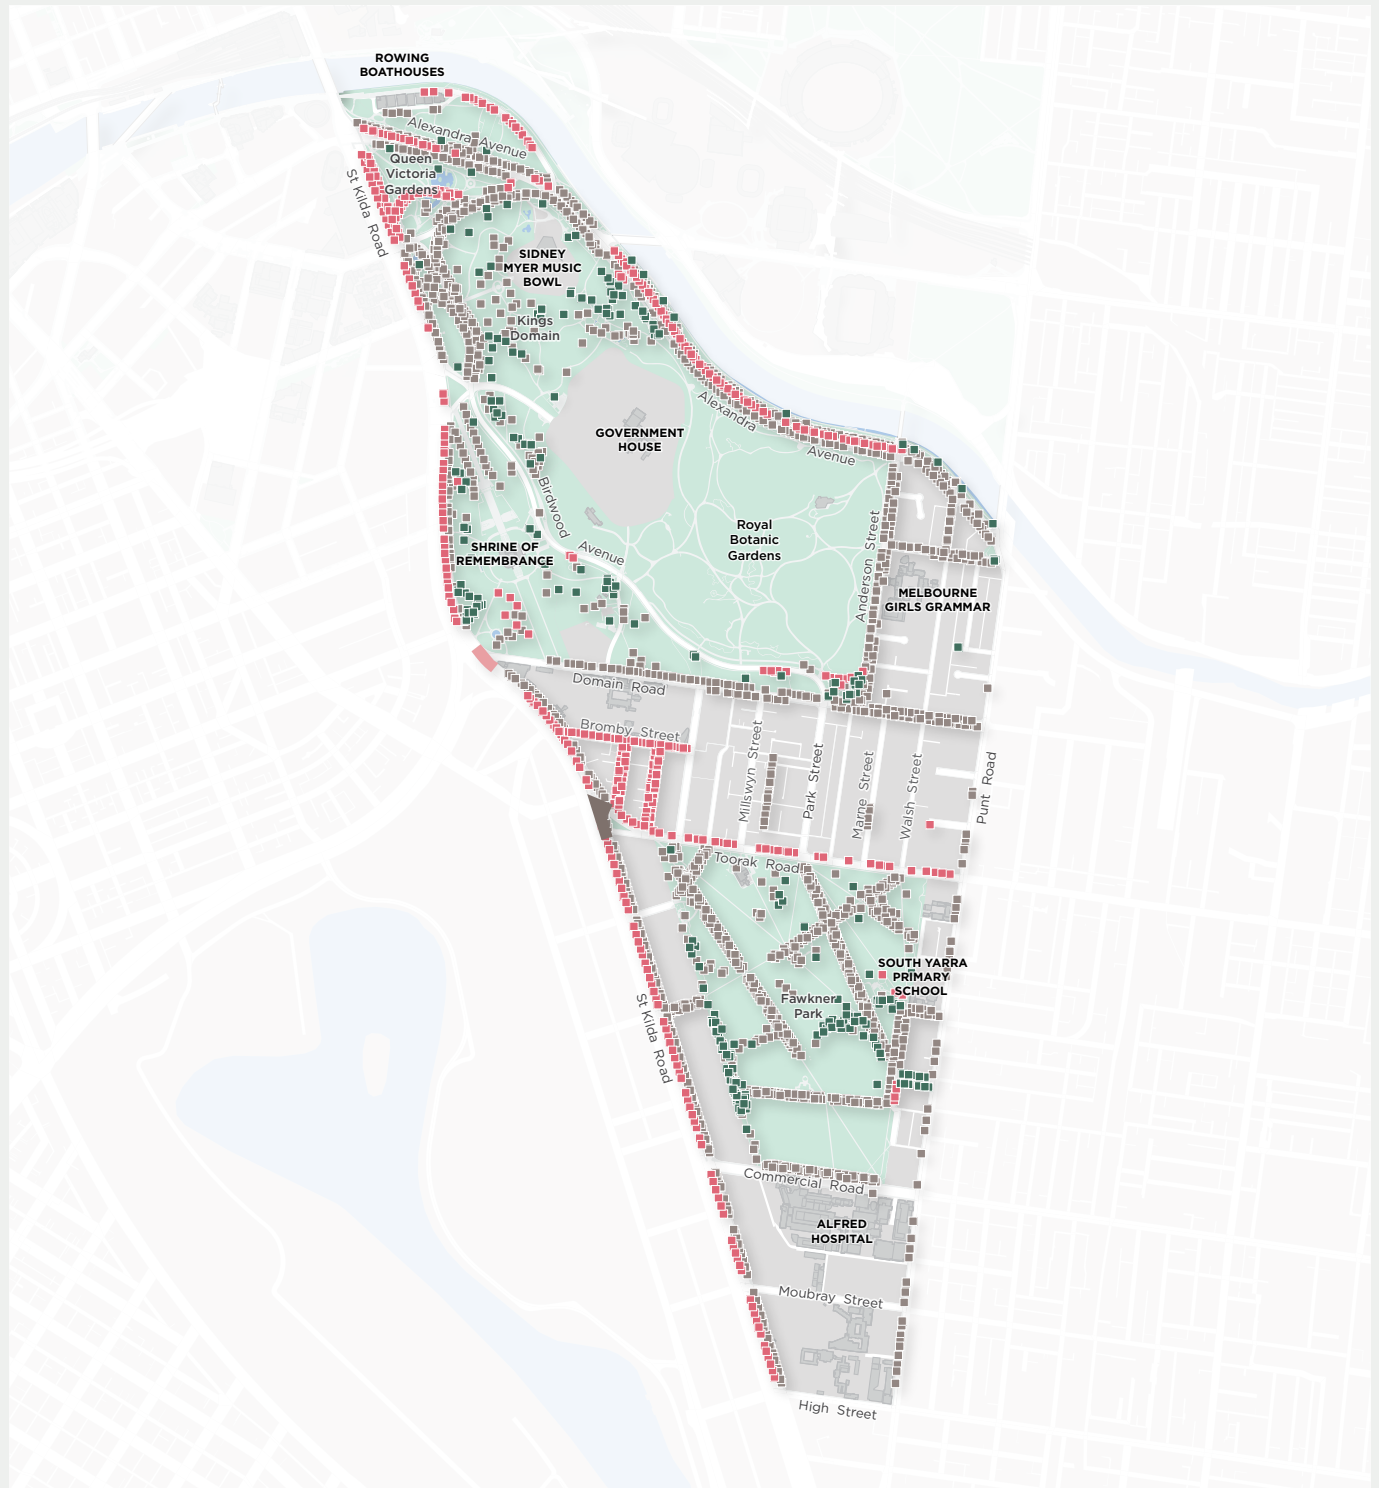 ROWING
BOATHOUSES
Alexandra Avenue
Queen
Victoria
Gardens
St Kilda Road
SIDNEY
MYER MUSIC
BOWL
Kings
Domain
Alexandra
Avenue
GOVERNMENT
HOUSE
Birdwood
Avenue
Royal
Botanic
Gardens
Anderson Street
SHRINE OF
REMEMBRANCE
MELBOURNE
GIRLS GRAMMAR
Domain Road
Bromby Street
Millswyn Street
Park Street
Marne Street
Walsh Street
Punt Road
Toorak Road
SOUTH YARRA
PRIMARY
SCHOOL
Fawkner
Park
St Kilda Road
Commercial Road
ALFRED
HOSPITAL
Moubray Street
High Street